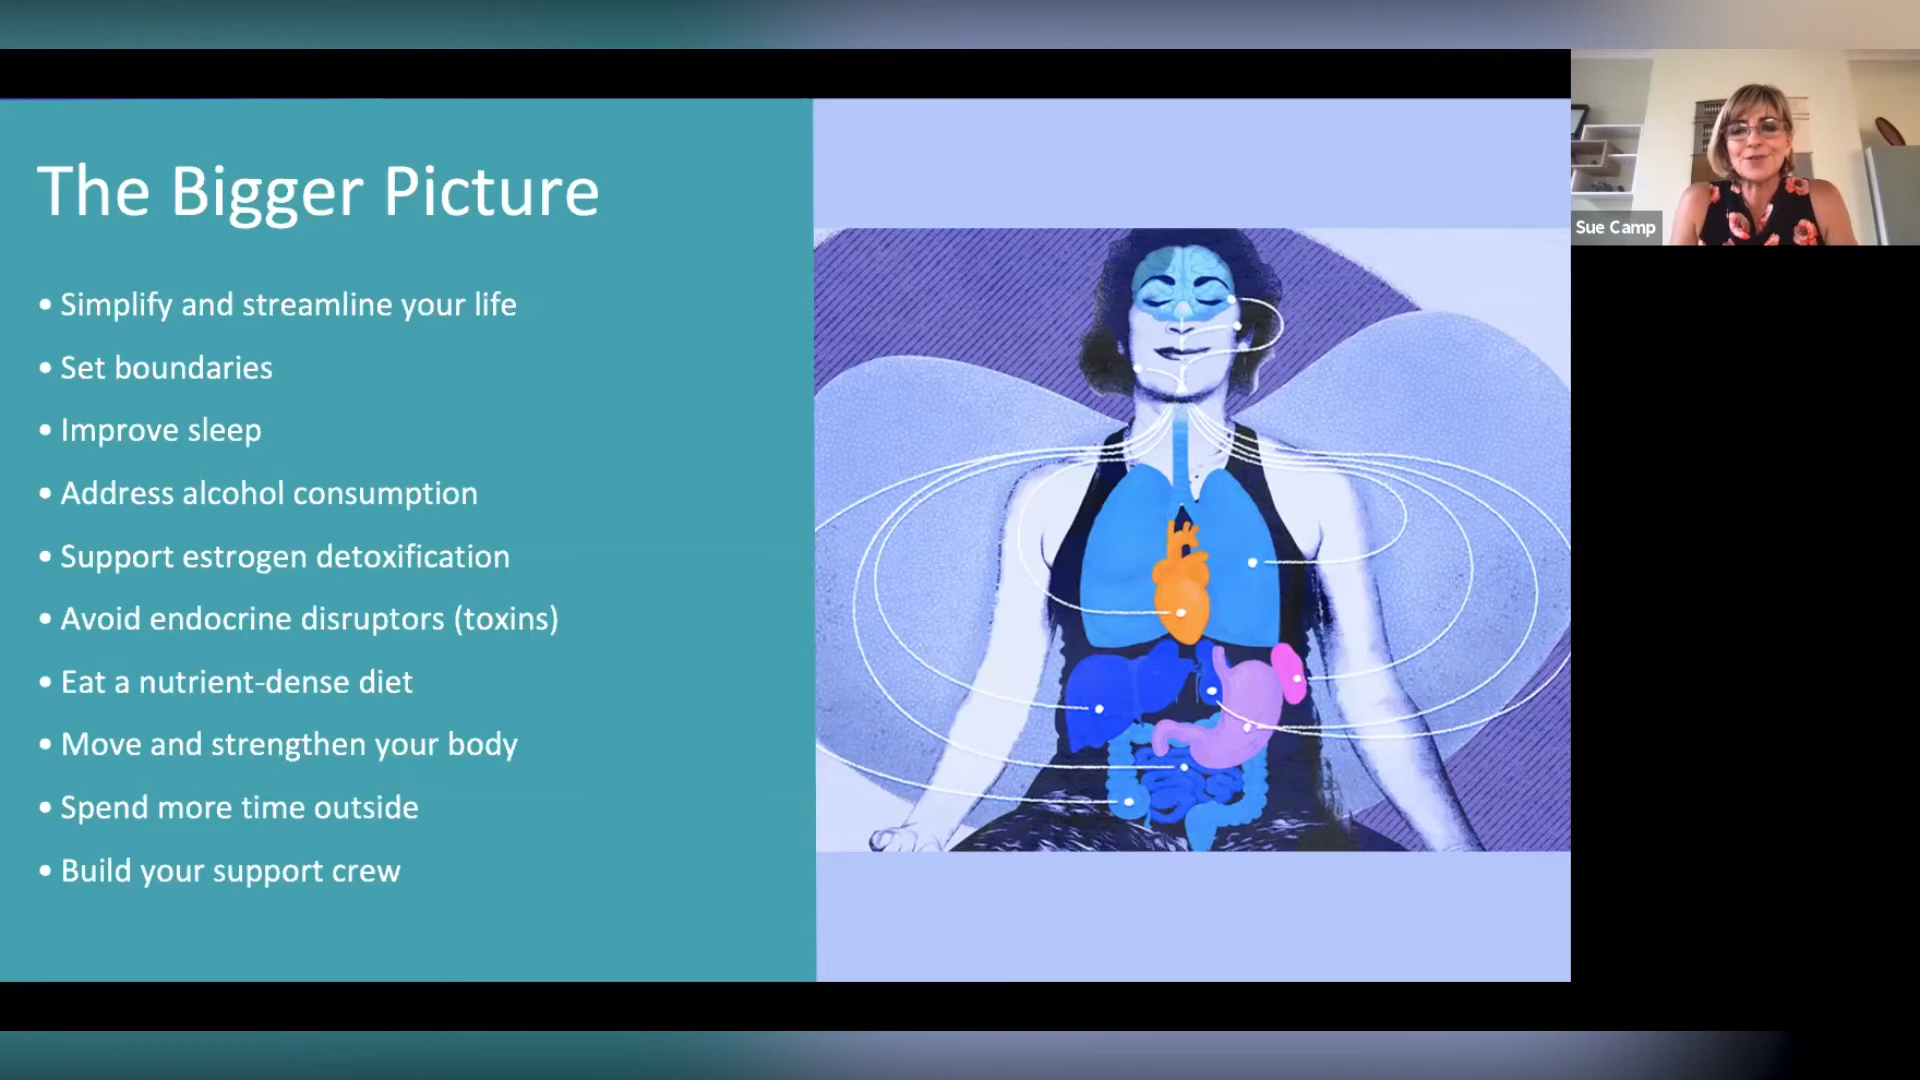 The Bigger Picture
• Simplify and streamline your life
• Set boundaries
• Improve sleep
• Address alcohol consumption
• Support estrogen detoxification
• Avoid endocrine disruptors (toxins)
• Eat a nutrient-dense diet
• Move and strengthen your body
• Spend more time outside
• Build your support crew
Sue Camp